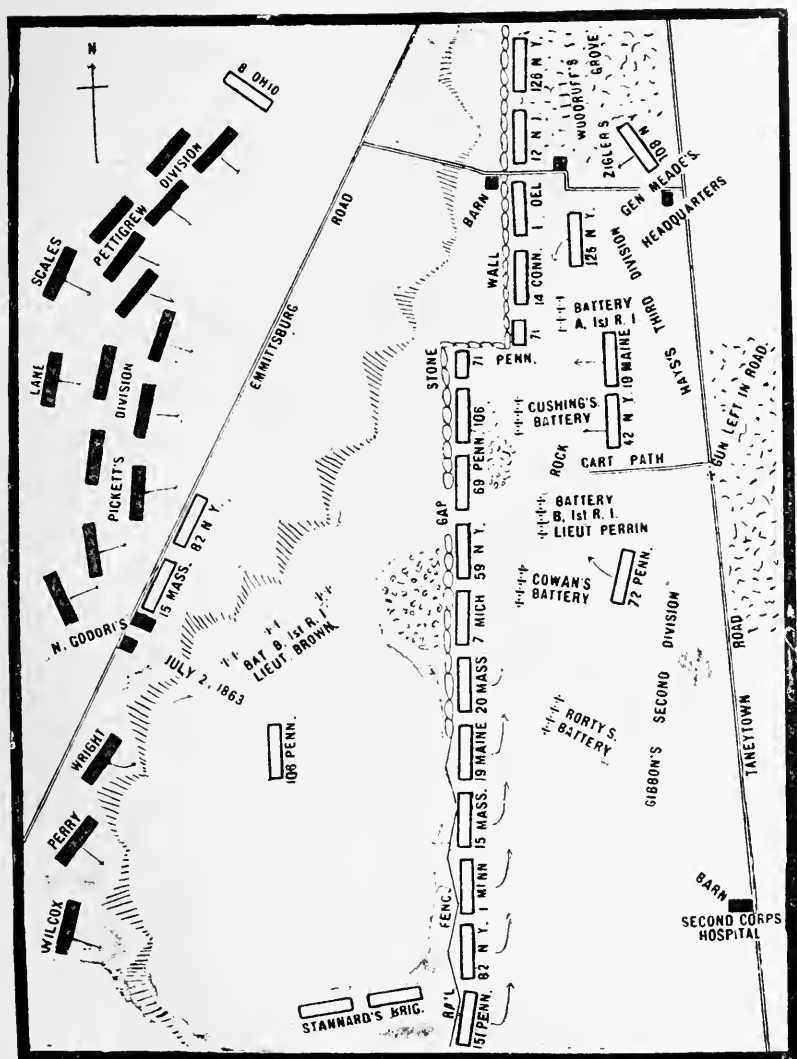 N
8 OHIO
DIVISION
PETTIGREW
SCALES
LANE
DIVISION
PICKETT'S
EMMITTSBURG
ROAD
82 N Y.
15 MASS.
N. GODORI'S
JULY 2, 1863
BAT. B, 1st R. I.
LIEUT BROWN
106 PENN.
WRIGHT
PERRY
WILCOX
STANNARD'S BRIG.
126 N Y.
12 N J.
WOODRUFF'S
GROVE
ZIGLER'S
108 N Y
BARN
1 DEL
WALL
14 CONN.
125 N Y.
GEN MEADE'S
HEADQUARTERS
DIVISION
THIRD
HAYS'S
71
BATTERY
A, 1st R. I.
STONE
71
PENN.
19 MAINE
106
CUSHING'S
BATTERY
42 N Y.
69 PENN
ROCK
CART PATH
GUN LEFT IN ROAD.
GAP
BATTERY
B, 1st R. I.
LIEUT PERRIN
59 N Y.
COWAN'S
BATTERY
72 PENN.
7 MICH
20 MASS
RORTY S.
BATTERY
GIBBON'S SECOND DIVISION
TANEYTOWN
ROAD
19 MAINE
15 MASS.
1 MINN
FENC.
82 N Y.
RA'L
151 PENN.
BARN
SECOND CORPS
HOSPITAL